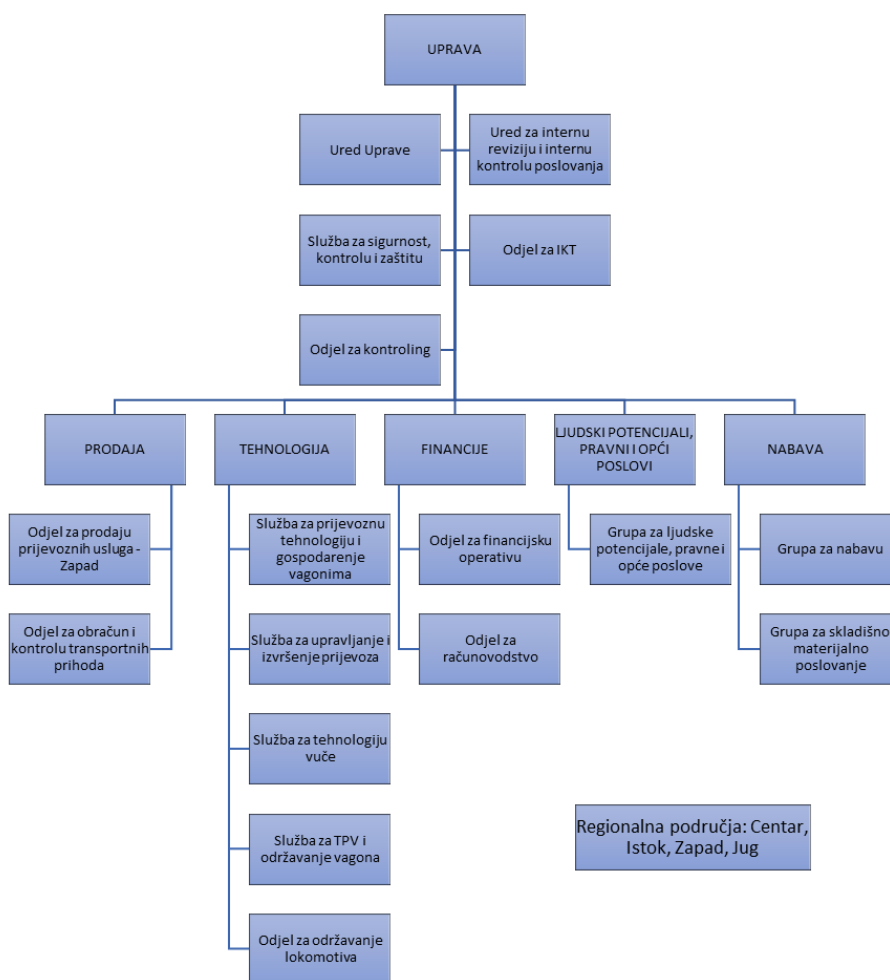 UPRAVA
Ured Uprave
Ured za internu
reviziju i internu
kontrolu poslovanja
Služba za sigurnost,
kontrolu i zaštitu
Odjel za IKT
Odjel za kontroling
PRODAJA
TEHNOLOGIJA
FINANCIJE
LJUDSKI POTENCIJALI,
PRAVNI I OPĆI
POSLOVI
NABAVA
Odjel za prodaju
prijevoznih usluga -
Zapad
Služba za prijevoznu
tehnologiju i
gospodarenje
vagonima
Odjel za financijsku
operativu
Grupa za ljudske
potencijale, pravne i
opće poslove
Grupa za nabavu
Odjel za obračun i
kontrolu transportnih
prihoda
Služba za upravljanje i
izvršenje prijevoza
Odjel za
računovodstvo
Grupa za skladišno
materijalno
poslovanje
Služba za tehnologiju
vuče
Služba za TPV i
održavanje vagona
Regionalna područja: Centar,
Istok, Zapad, Jug
Odjel za održavanje
lokomotiva